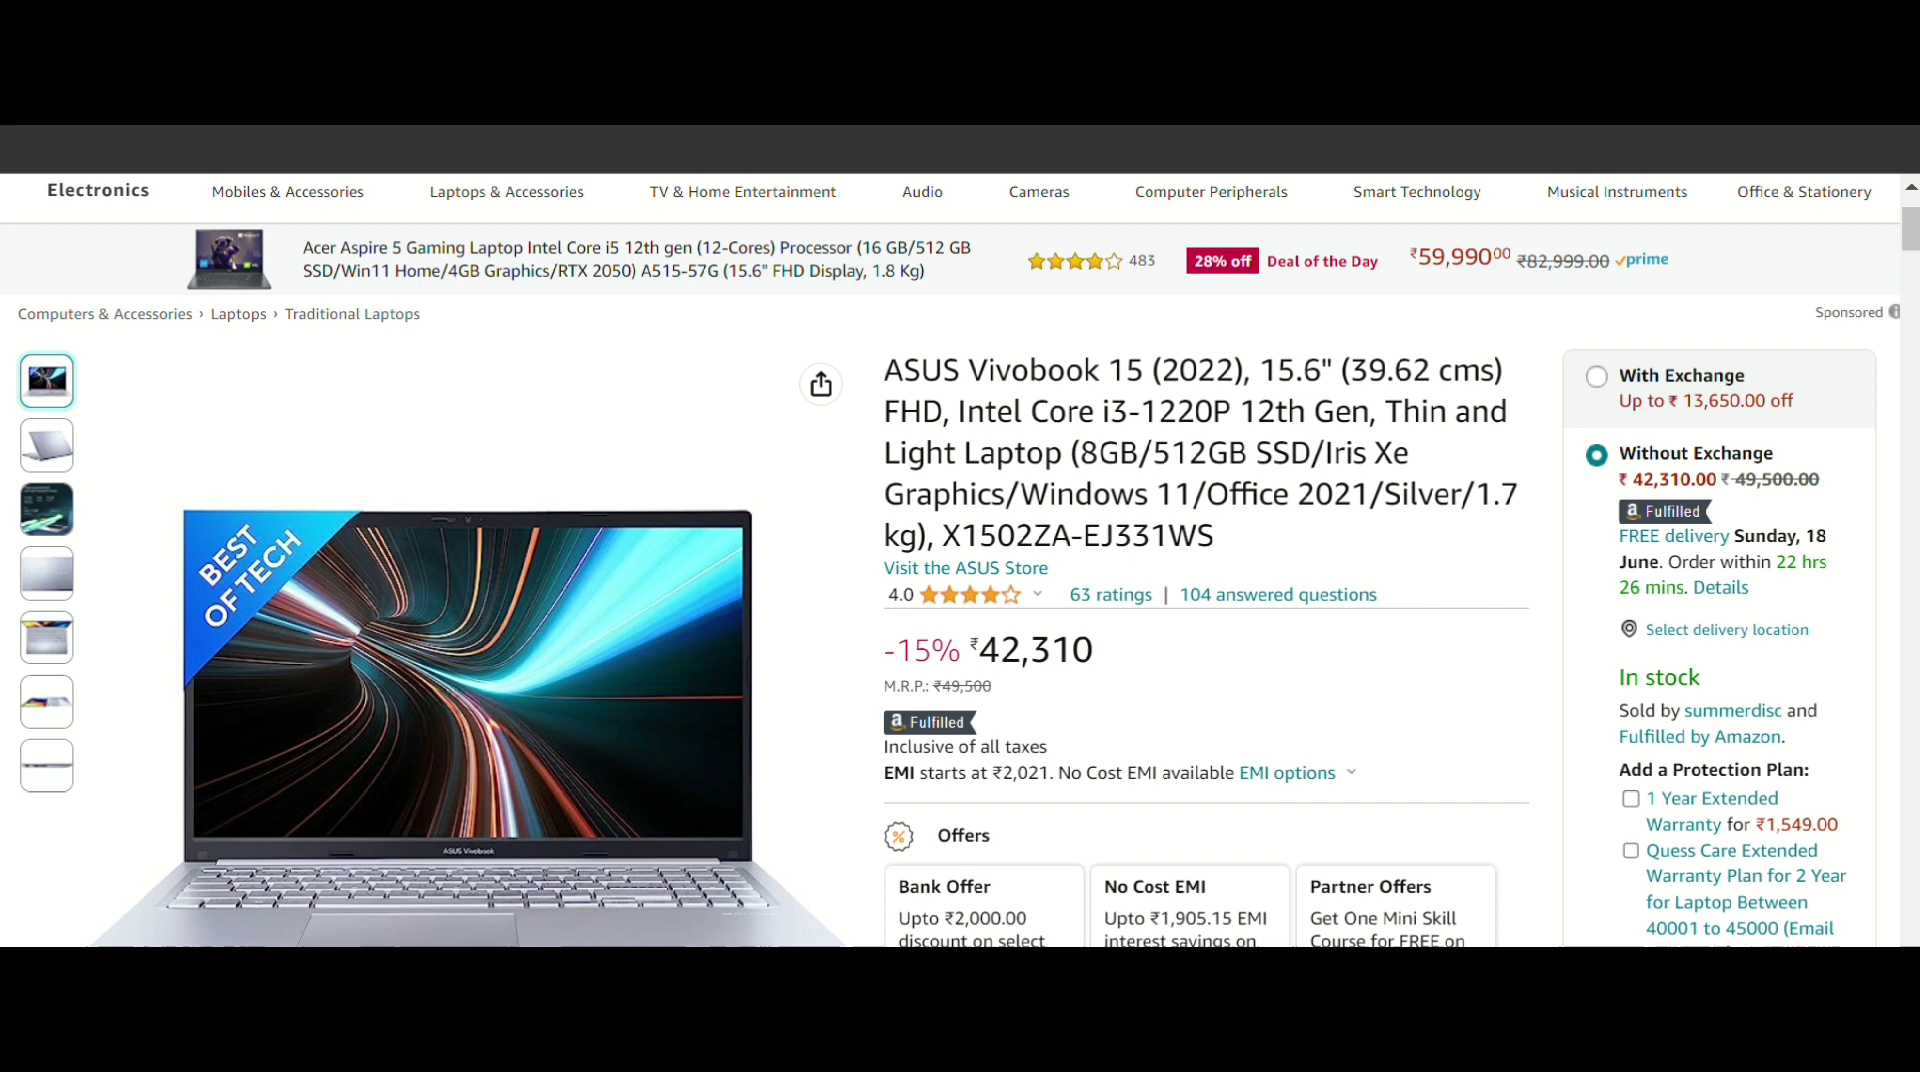 Electronics
Mobiles & Accessories
Laptops & Accessories
TV & Home Entertainment
Audio
Cameras
Computer Peripherals
Smart Technology
Musical Instruments
Office & Stationery
Acer Aspire 5 Gaming Laptop Intel Core i5 12th gen (12-Cores) Processor (16 GB/512 GB
SSD/Win11 Home/4GB Graphics/RTX 2050) A515-57G (15.6" FHD Display, 1.8 Kg)
483
28% off Deal of the Day
₹59,990⁰⁰ ₹82,999.00 prime
Computers & Accessories › Laptops › Traditional Laptops
Sponsored
BEST
OF TECH
ASUS Vivobook
ASUS Vivobook 15 (2022), 15.6" (39.62 cms)
FHD, Intel Core i3-1220P 12th Gen, Thin and
Light Laptop (8GB/512GB SSD/Iris Xe
Graphics/Windows 11/Office 2021/Silver/1.7
kg), X1502ZA-EJ331WS
Visit the ASUS Store
4.0 63 ratings | 104 answered questions
-15% ₹42,310
M.R.P.: ₹49,500
a Fulfilled
Inclusive of all taxes
EMI starts at ₹2,021. No Cost EMI available EMI options
% Offers
Bank Offer
Upto ₹2,000.00
discount on select
No Cost EMI
Upto ₹1,905.15 EMI
interest savings on
Partner Offers
Get One Mini Skill
Course for FREE on
With Exchange
Up to ₹ 13,650.00 off
Without Exchange
₹ 42,310.00 ₹ 49,500.00
a Fulfilled
FREE delivery Sunday, 18
June. Order within 22 hrs
26 mins. Details
Select delivery location
In stock
Sold by summerdisc and
Fulfilled by Amazon.
Add a Protection Plan:
1 Year Extended
Warranty for ₹1,549.00
Quess Care Extended
Warranty Plan for 2 Year
for Laptop Between
40001 to 45000 (Email